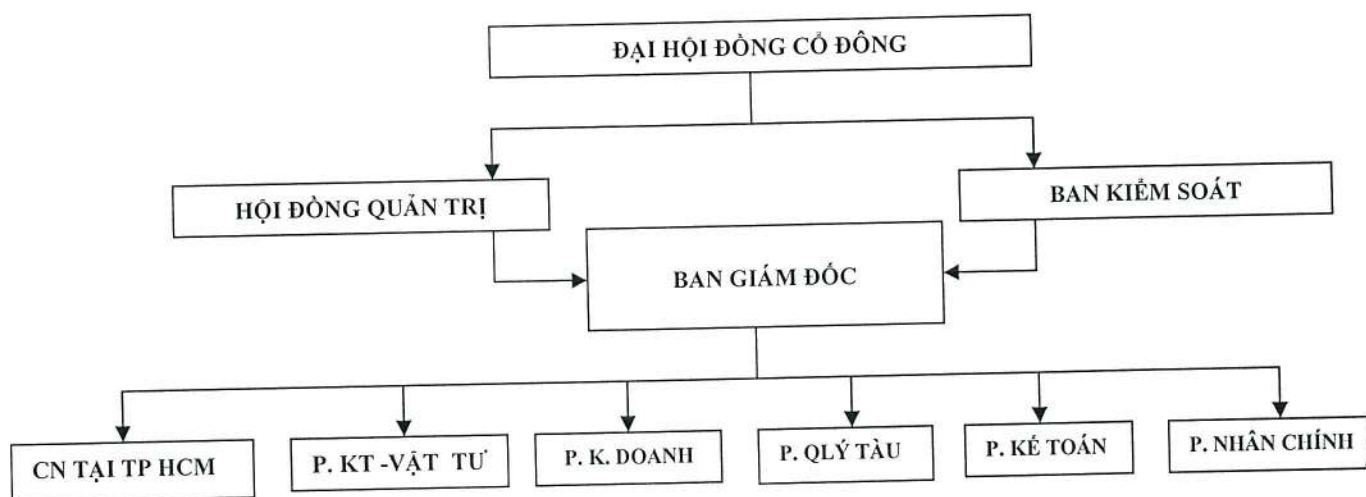 ĐẠI HỘI ĐỒNG CỔ ĐÔNG
HỘI ĐỒNG QUẢN TRỊ
BAN KIỂM SOÁT
BAN GIÁM ĐỐC
CN TẠI TP HCM
P. KT -VẬT TƯ
P. K. DOANH
P. QLÝ TÀU
P. KẾ TOÁN
P. NHÂN CHÍNH